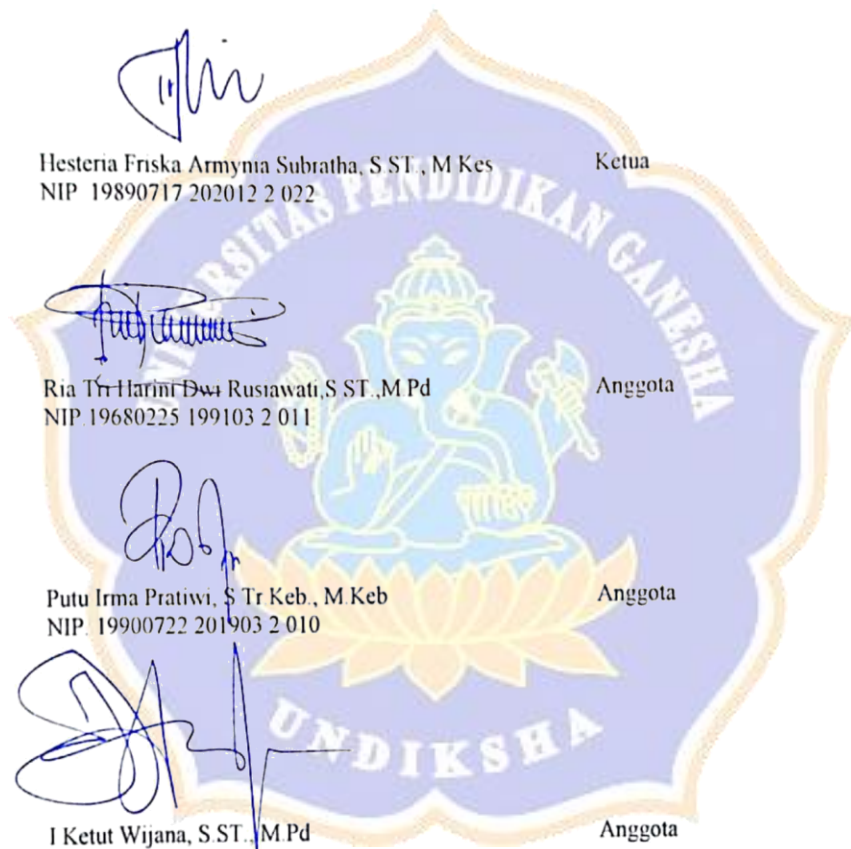 Hesteria Friska Armynia Subratha, S.ST., M Kes Ketua
NIP 19890717 202012 2 022
UNIVERSITAS PENDIDIKAN GANESHA
Ria Tri Harini Dwi Rusiawati,S ST.,M.Pd Anggota
NIP.19680225 199103 2 011
Putu Irma Pratiwi, S Tr Keb., M.Keb Anggota
NIP. 19900722 201903 2 010
UNDIKSHA
I Ketut Wijana, S.ST., M.Pd Anggota